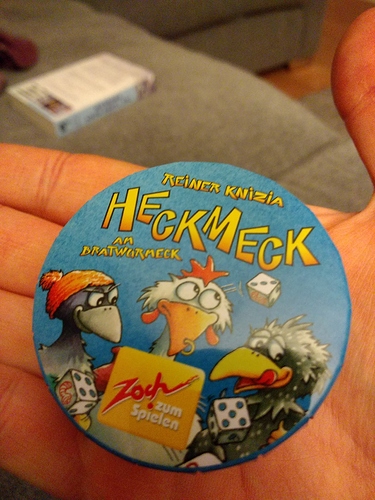 REINER KNIZIA
HECKMECK
AM
BRATWURMECK
Zoch
zum
Spielen